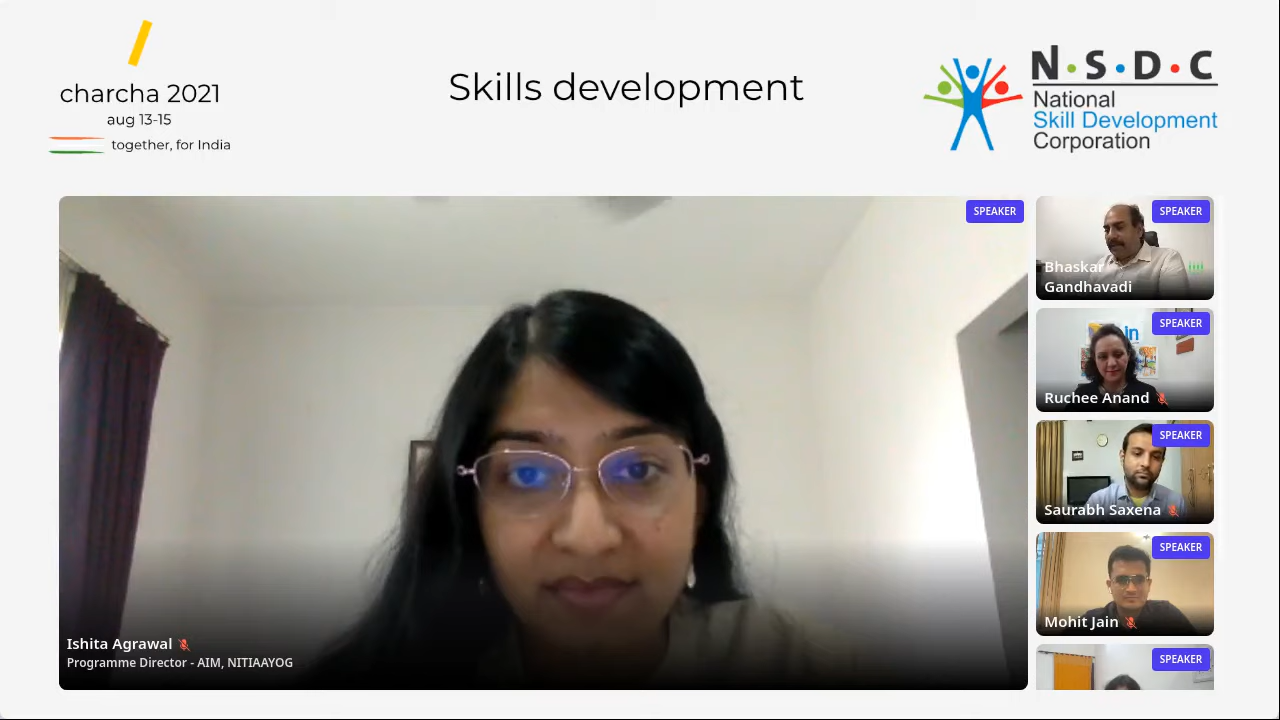 charcha 2021
aug 13-15
together, for India
Skills development
N·S·D·C
National
Skill Development
Corporation
SPEAKER
Ishita Agrawal
Programme Director - AIM, NITIAAYOG
SPEAKER
Bhaskar
Gandhavadi
SPEAKER
in
Ruchee Anand
SPEAKER
Saurabh Saxena
SPEAKER
Mohit Jain
SPEAKER